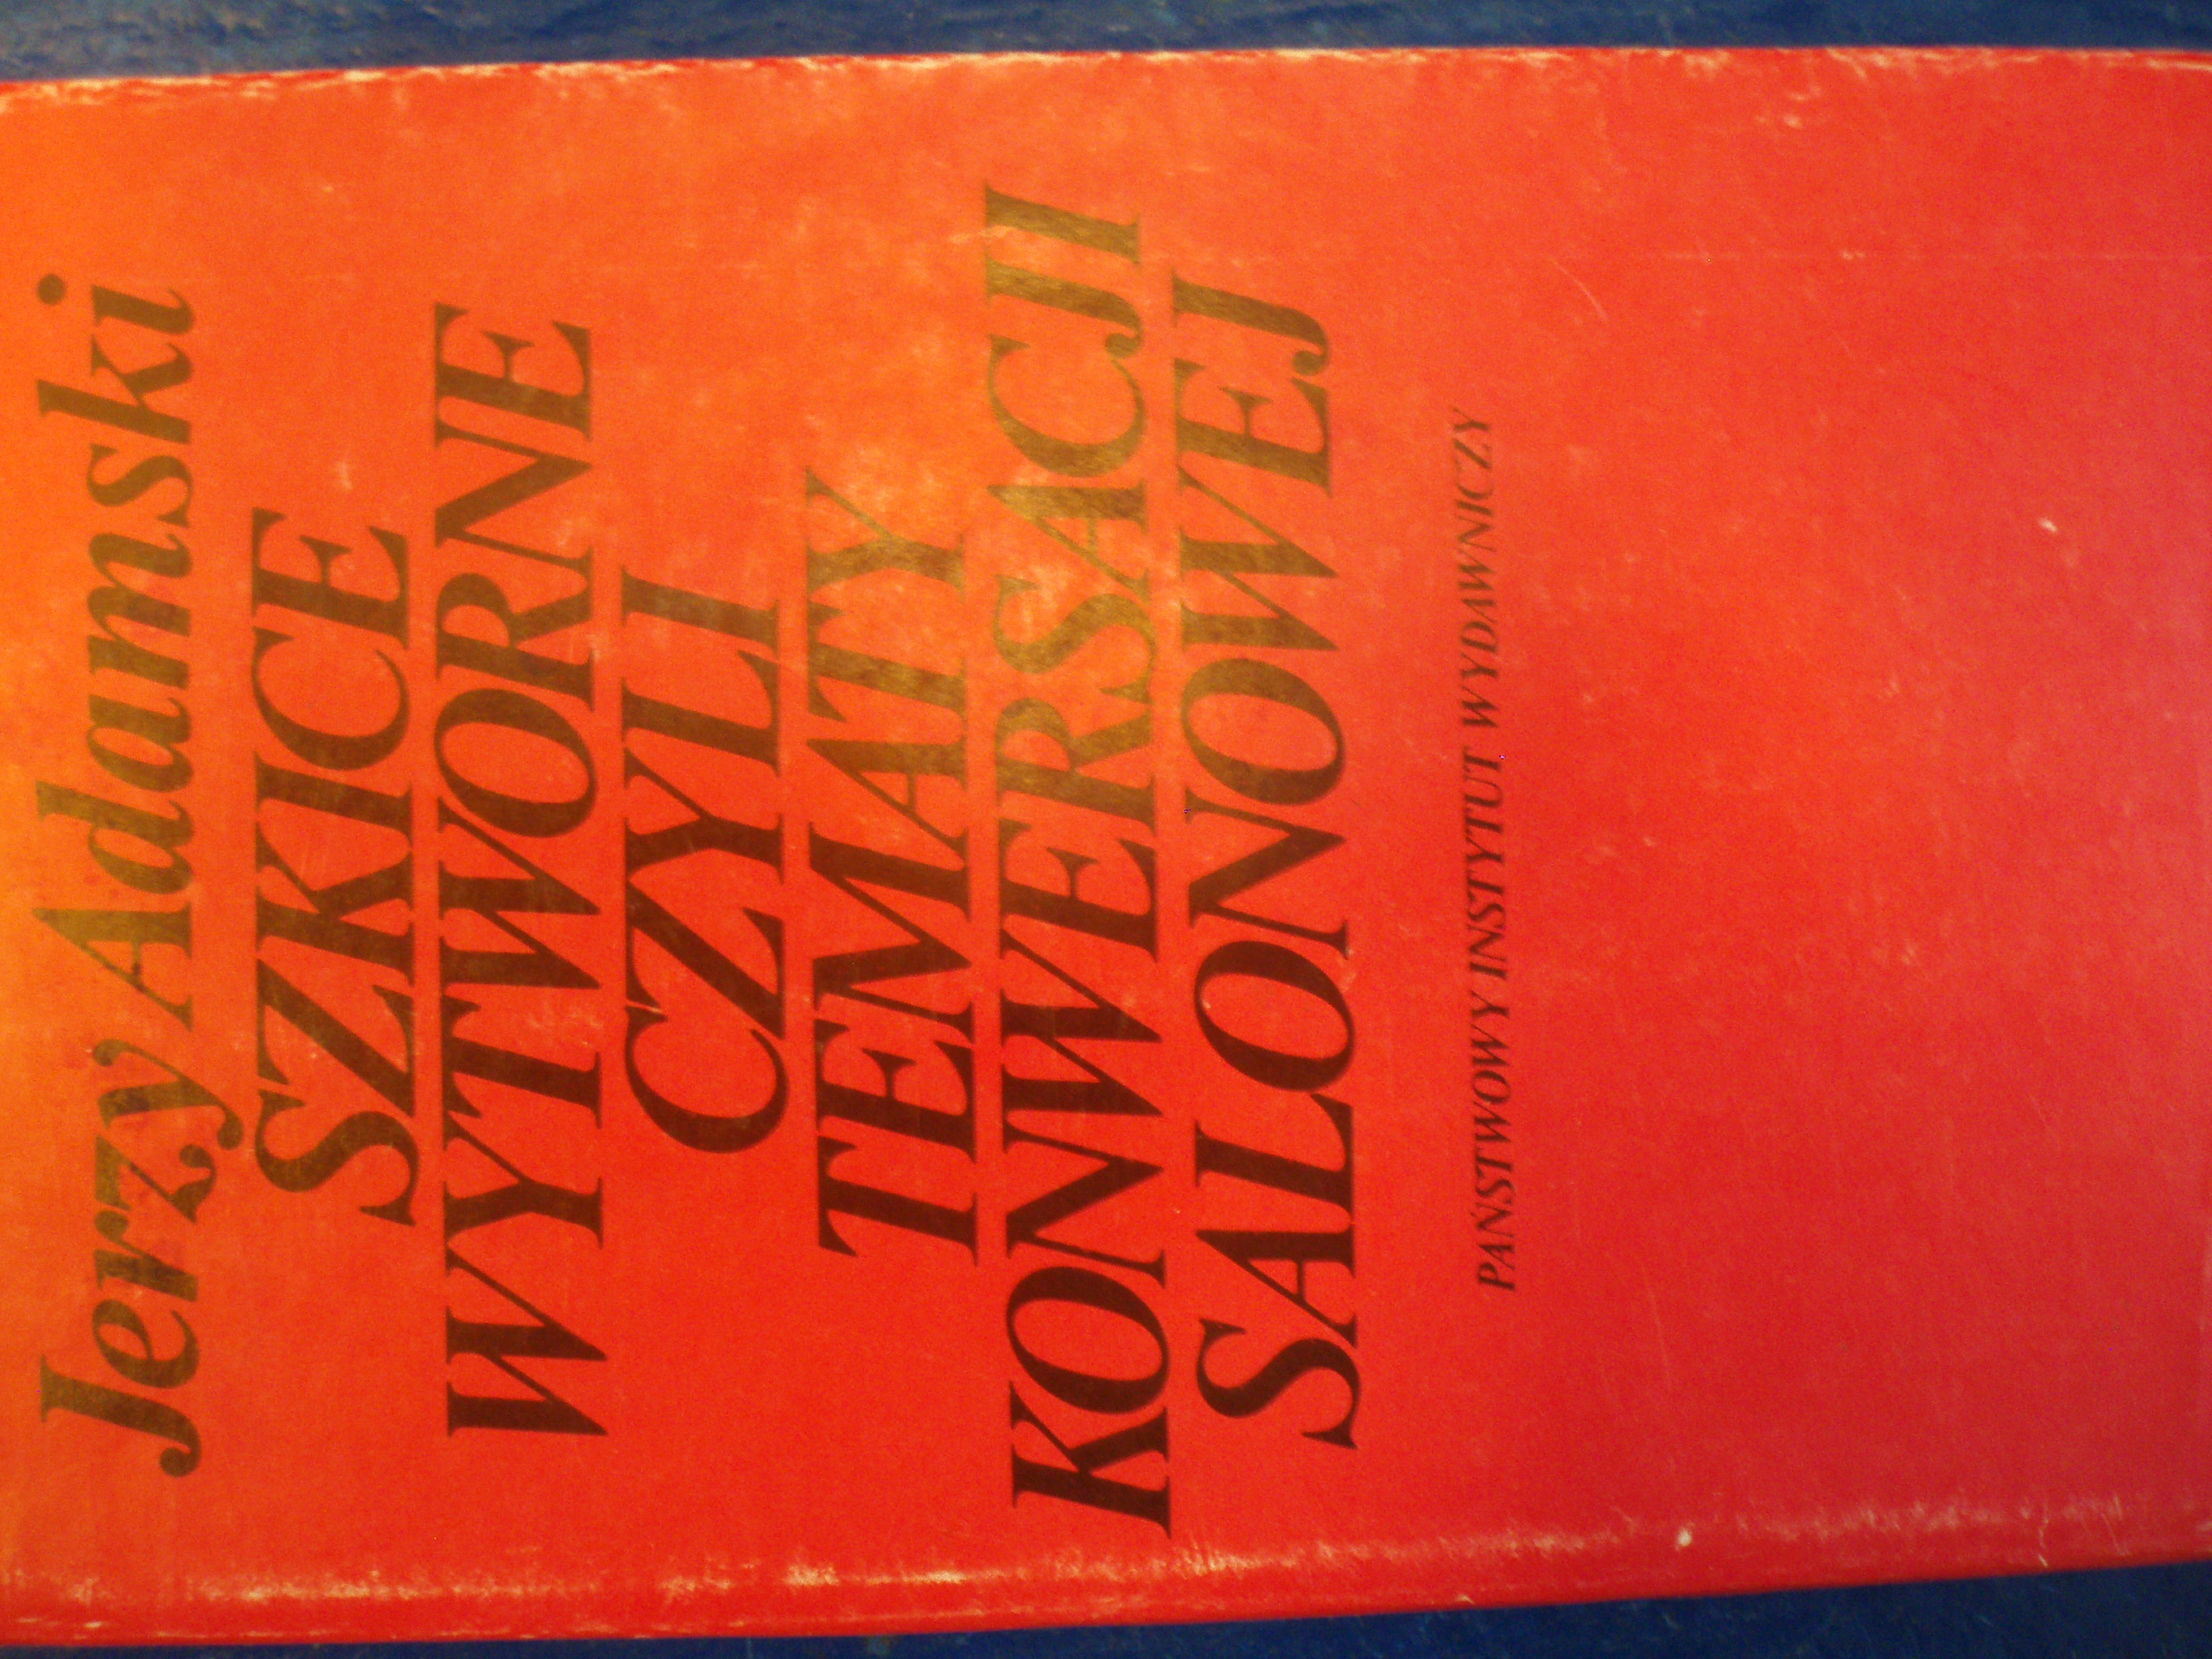 Jerzy Adamski
SZKICE
WYTWORNE
CZYLI
TEMATY
KONWERSACJI
SALONOWEJ
PAŃSTWOWY INSTYTUT WYDAWNICZY